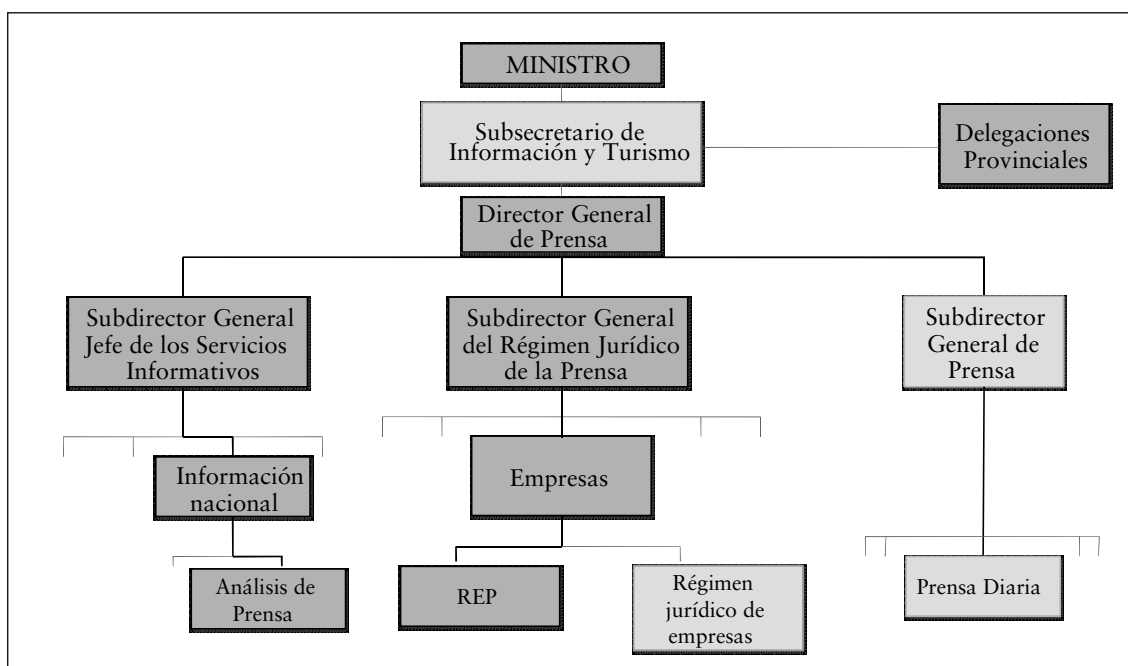 MINISTRO
Subsecretario de
Información y Turismo
Delegaciones
Provinciales
Director General
de Prensa
Subdirector General
Jefe de los Servicios
Informativos
Subdirector General
del Régimen Jurídico
de la Prensa
Subdirector
General de
Prensa
Información
nacional
Empresas
Análisis de
Prensa
REP
Régimen
jurídico de
empresas
Prensa Diaria